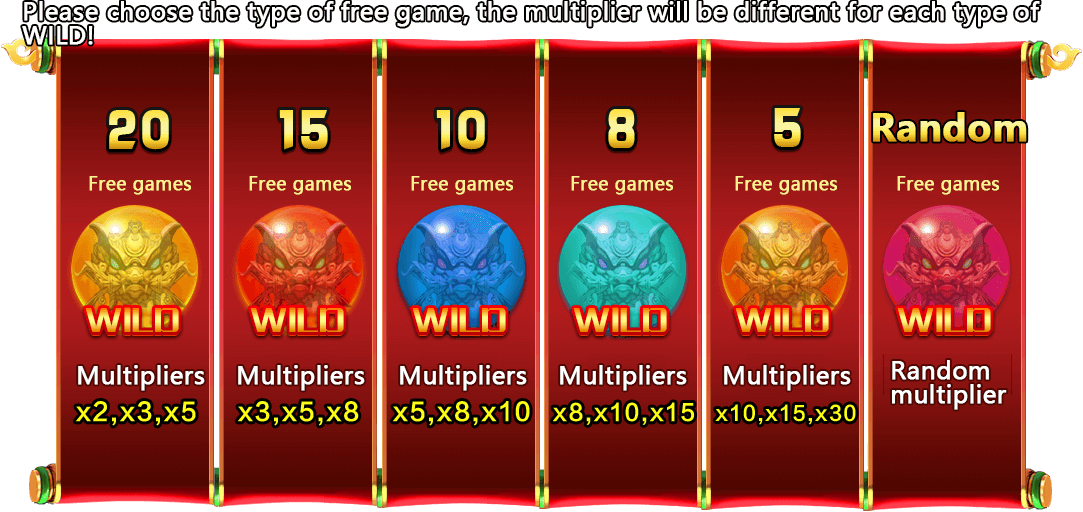 Please choose the type of free game, the multiplier will be different for each type of
WILD!
20
Free games
WILD
Multipliers
x2,x3,x5
15
Free games
WILD
Multipliers
x3,x5,x8
10
Free games
WILD
Multipliers
x5,x8,x10
8
Free games
WILD
Multipliers
x8,x10,x15
5
Free games
WILD
Multipliers
x10,x15,x30
Random
Free games
WILD
Random
multiplier